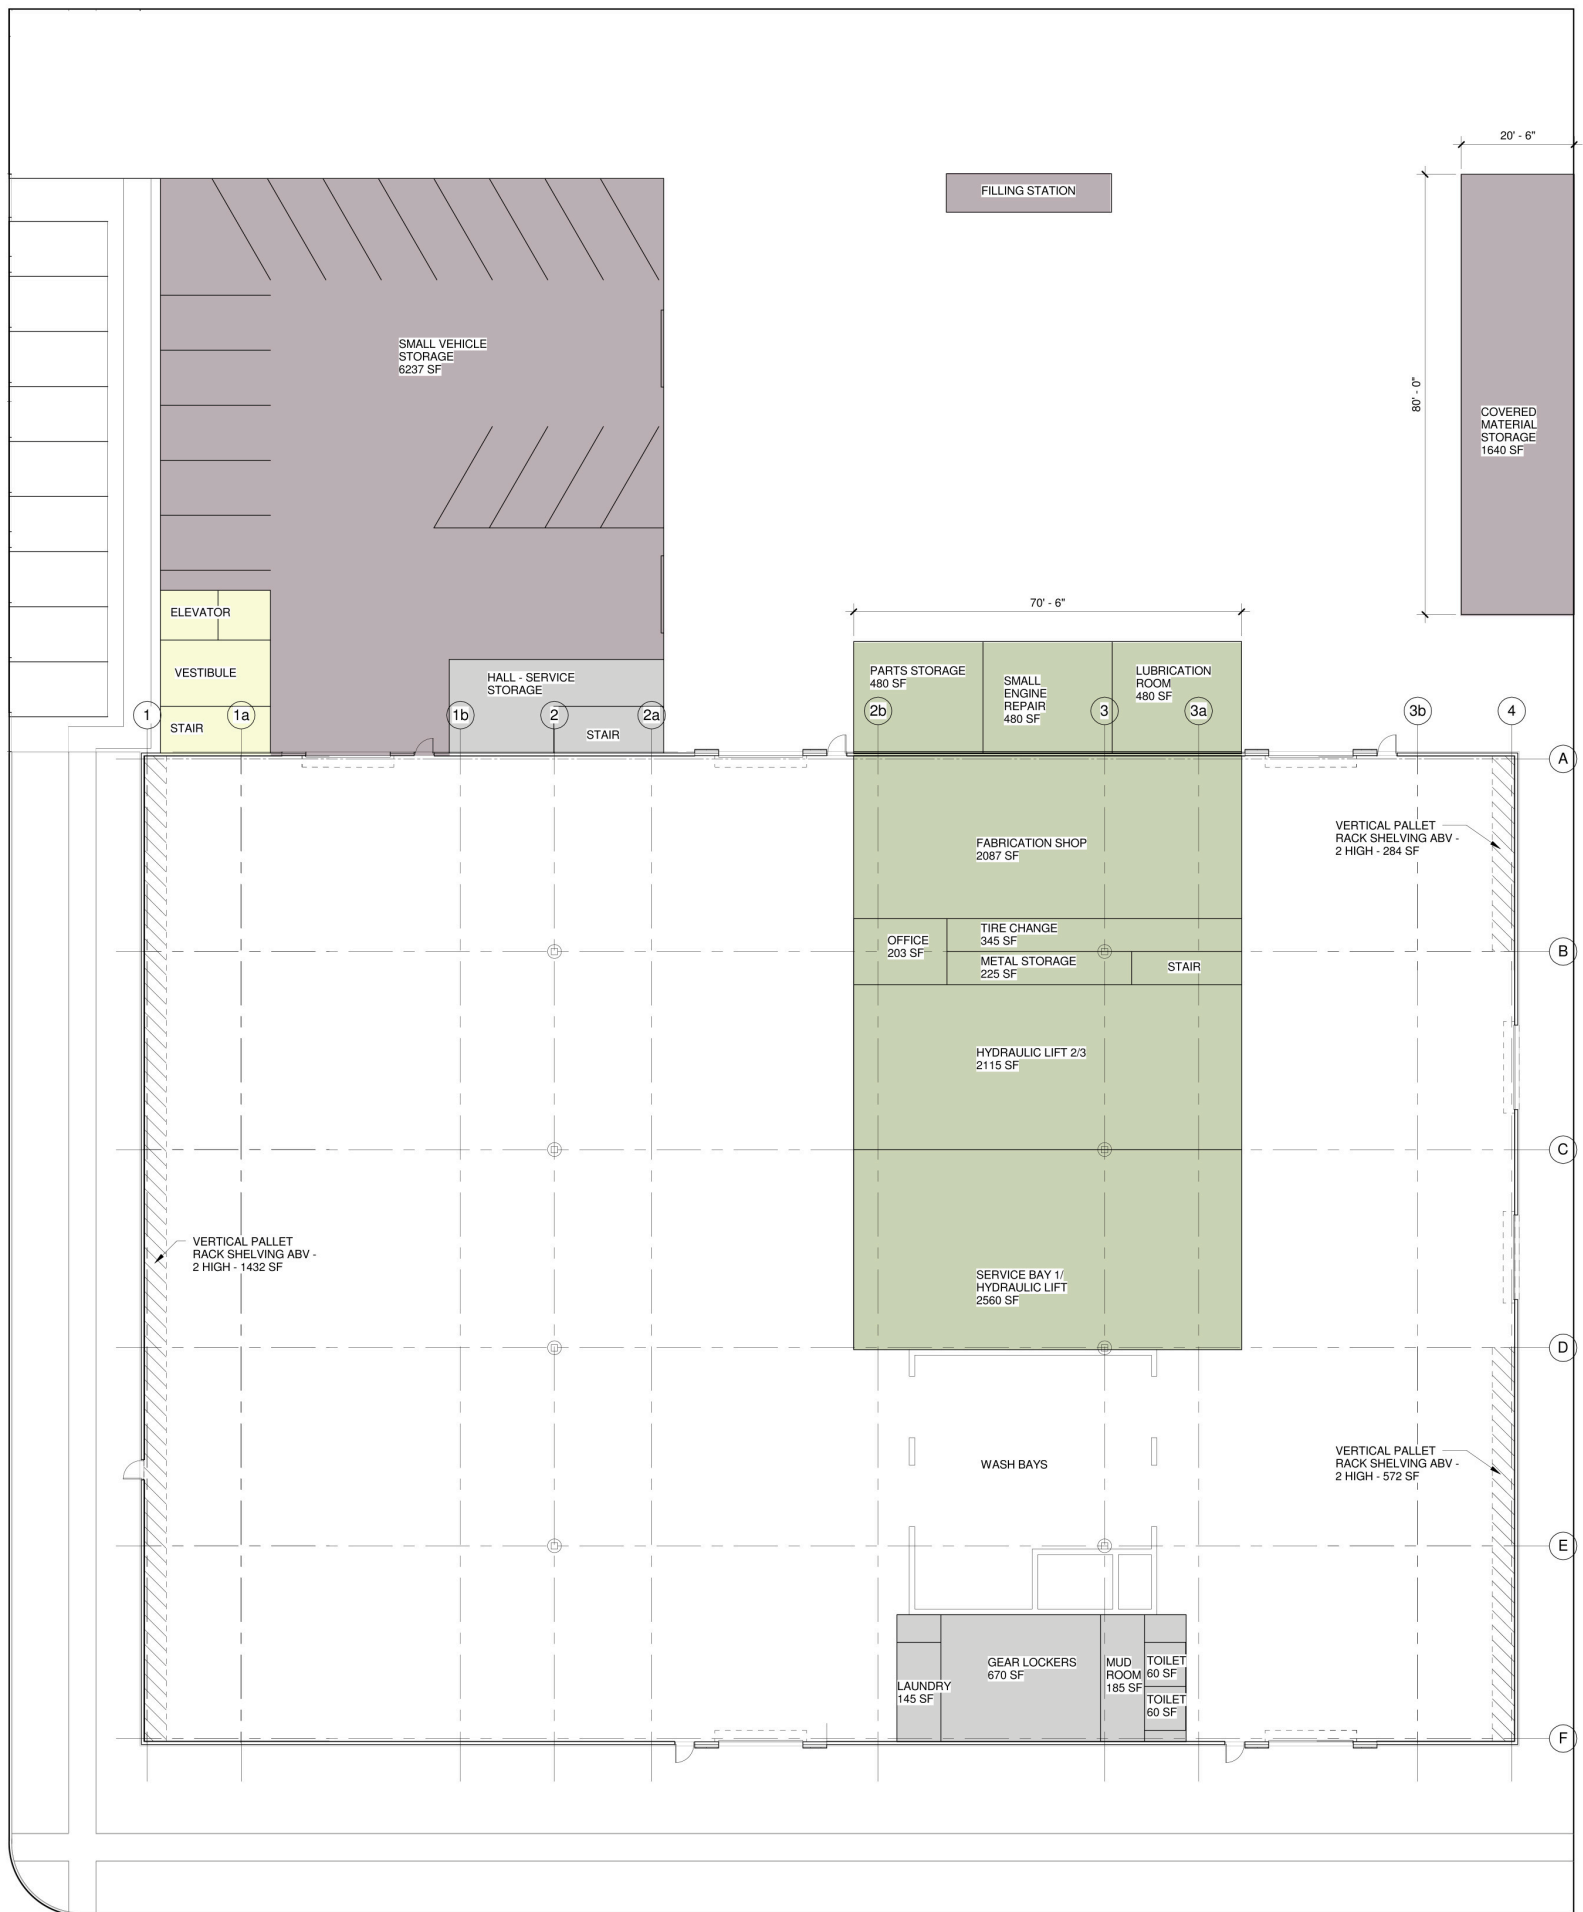 20' - 6"
FILLING STATION
SMALL VEHICLE
STORAGE
6237 SF
80' - 0"
COVERED
MATERIAL
STORAGE
1640 SF
70' - 6"
ELEVATOR
VESTIBULE
STAIR
HALL - SERVICE
STORAGE
STAIR
PARTS STORAGE
480 SF
SMALL
ENGINE
REPAIR
480 SF
LUBRICATION
ROOM
480 SF
1
1a
1b
2
2a
2b
3
3a
3b
4
A
FABRICATION SHOP
2087 SF
VERTICAL PALLET
RACK SHELVING ABV -
2 HIGH - 284 SF
OFFICE
203 SF
TIRE CHANGE
345 SF
METAL STORAGE
225 SF
STAIR
B
HYDRAULIC LIFT 2/3
2115 SF
C
VERTICAL PALLET
RACK SHELVING ABV -
2 HIGH - 1432 SF
SERVICE BAY 1/
HYDRAULIC LIFT
2560 SF
D
WASH BAYS
VERTICAL PALLET
RACK SHELVING ABV -
2 HIGH - 572 SF
E
LAUNDRY
145 SF
GEAR LOCKERS
670 SF
MUD
ROOM
185 SF
TOILET
60 SF
TOILET
60 SF
F